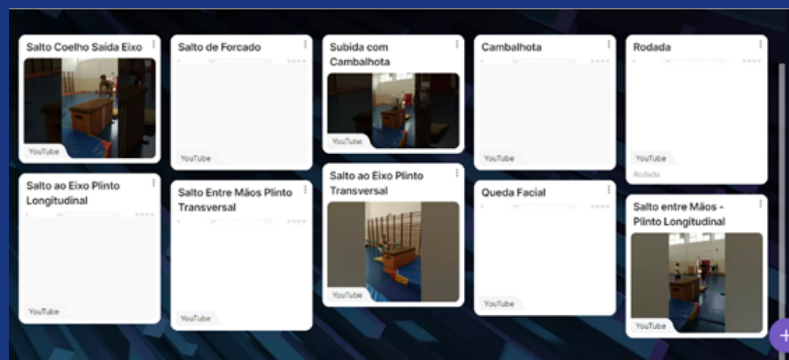 Salto Coelho Saída Eixo
YouTube
Salto de Forcado
YouTube
Subida com
Cambalhota
YouTube
Cambalhota
YouTube
Rodada
YouTube
Rodada
Salto ao Eixo Plinto
Longitudinal
YouTube
Salto Entre Mãos Plinto
Transversal
YouTube
Salto ao Eixo Plinto
Transversal
YouTube
Queda Facial
YouTube
Salto entre Mãos -
Plinto Longitudinal
YouTube